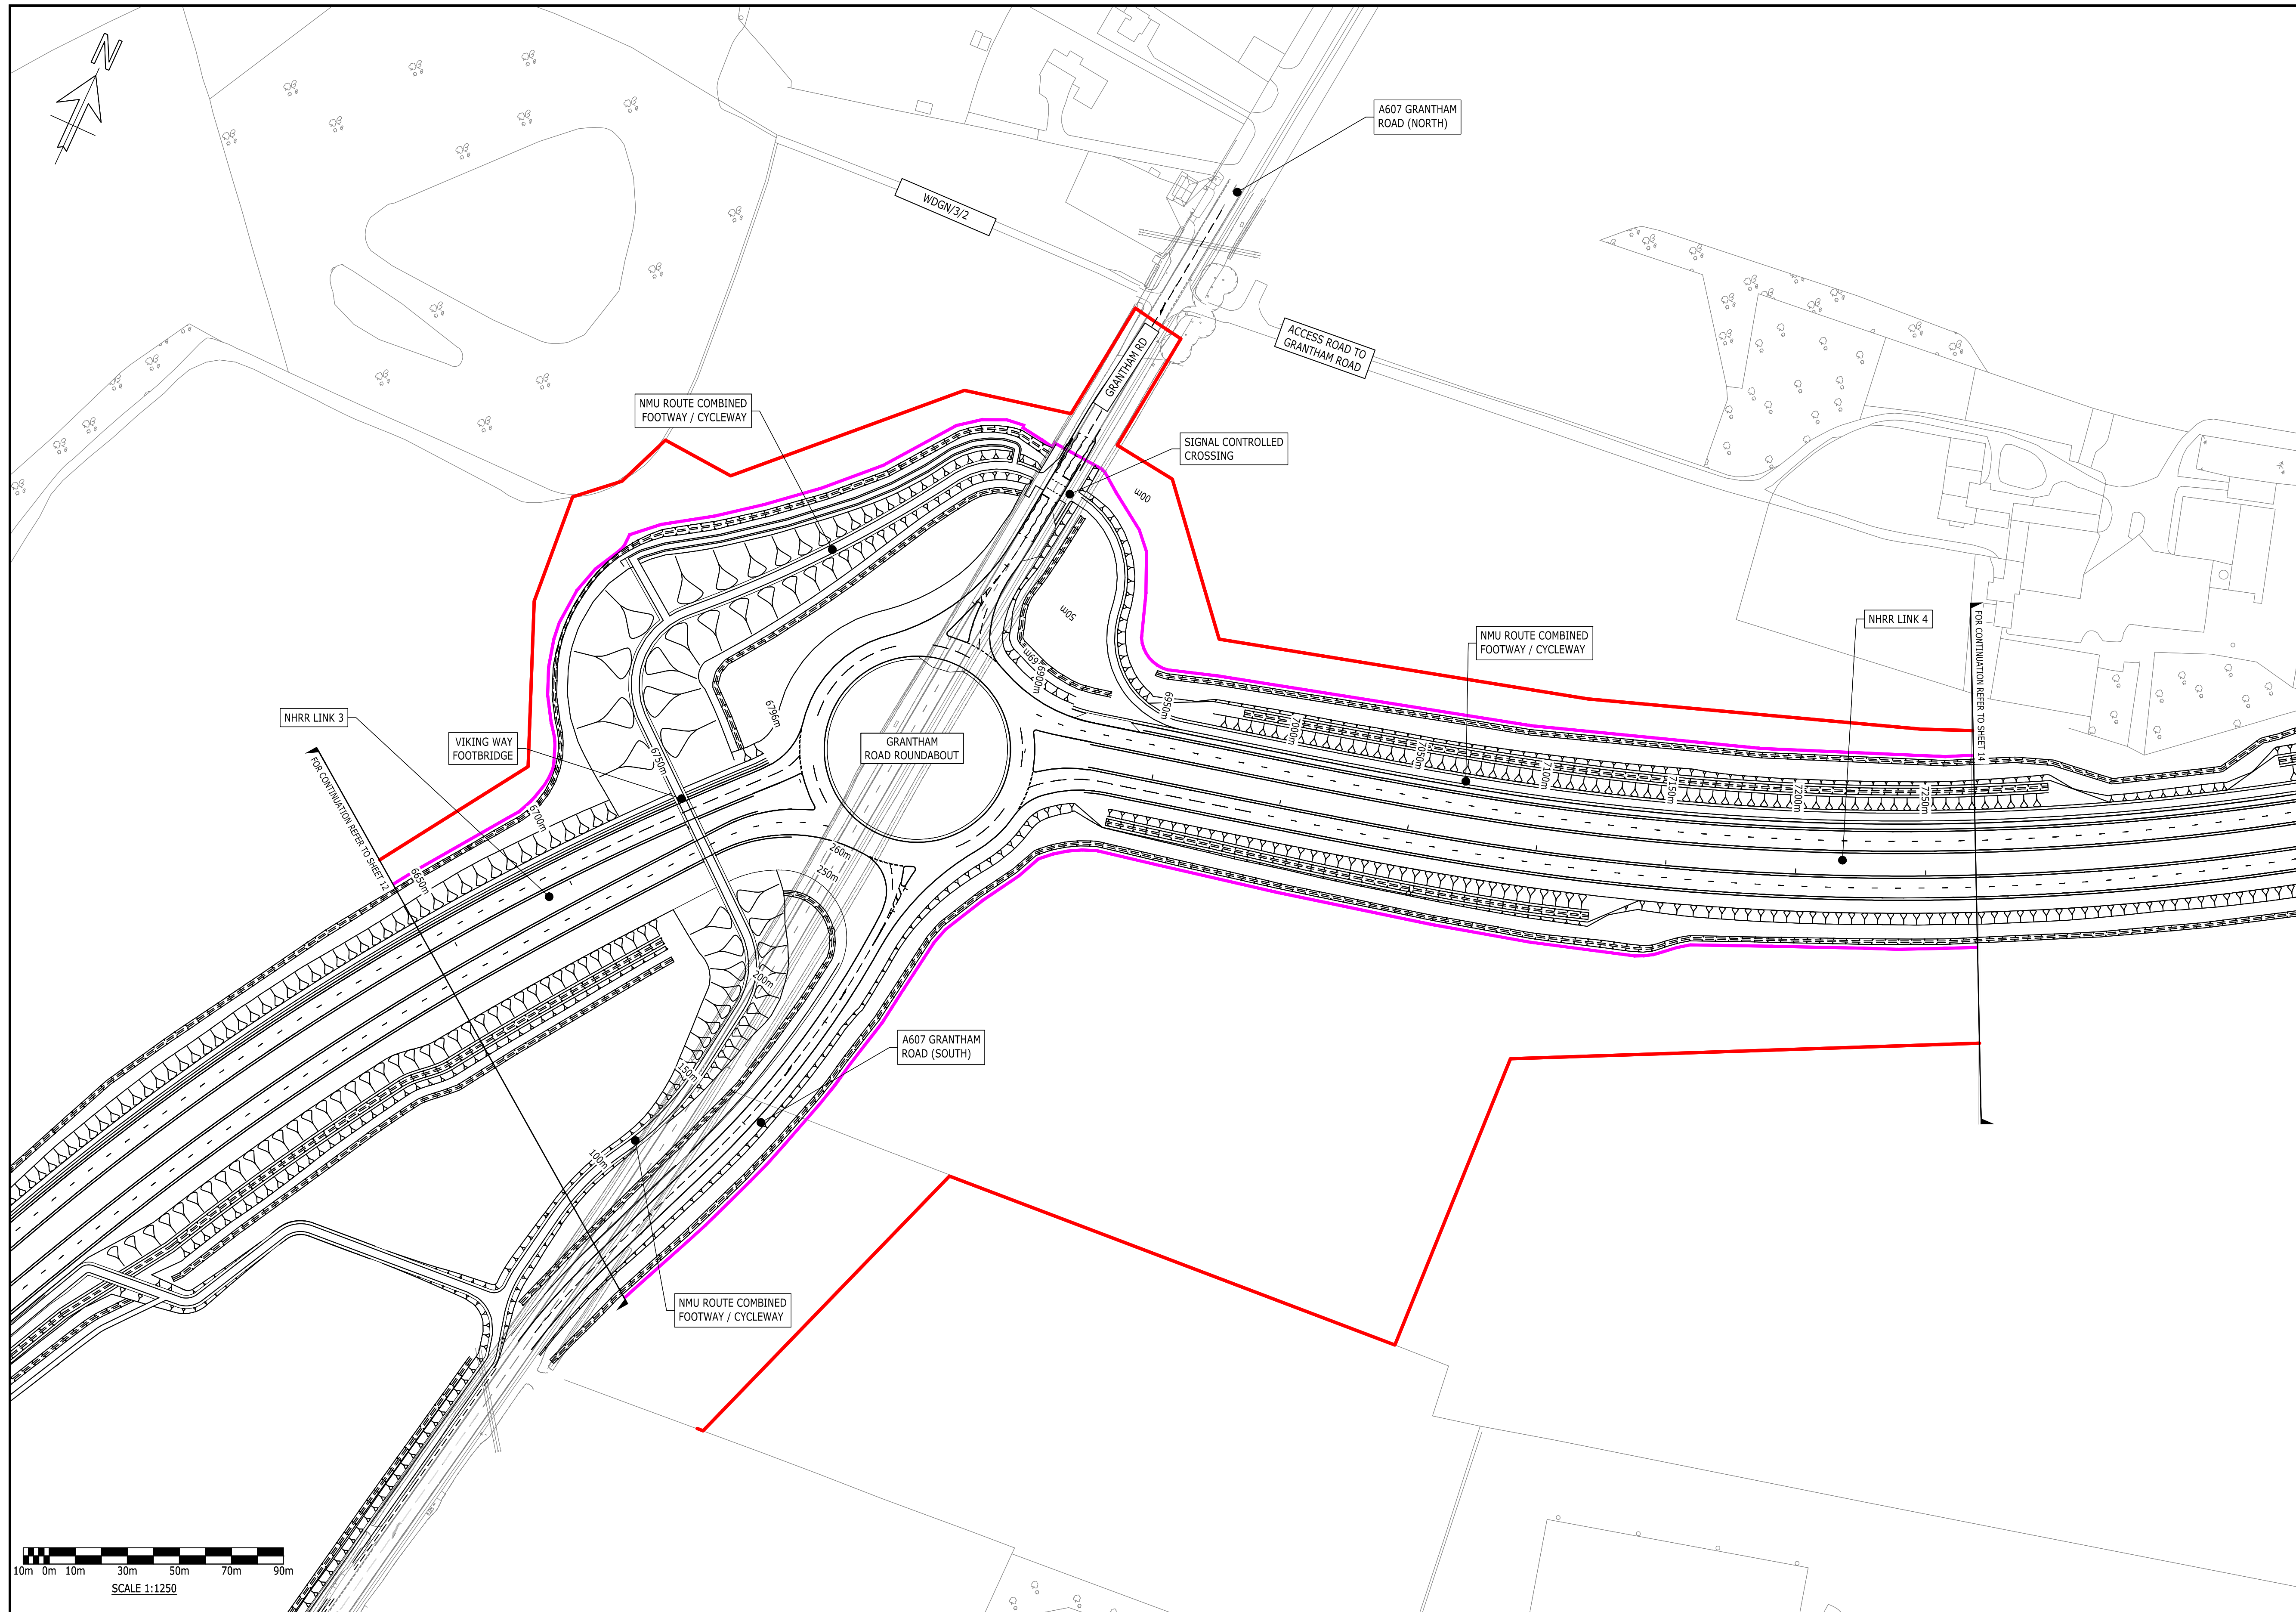 N
A607 GRANTHAM
ROAD (NORTH)
WDGN/3/2
ACCESS ROAD TO
GRANTHAM ROAD
GRANTHAM RD
NMU ROUTE COMBINED
FOOTWAY / CYCLEWAY
SIGNAL CONTROLLED
CROSSING
00m
50m
69m
6900m
6950m
NMU ROUTE COMBINED
FOOTWAY / CYCLEWAY
NHRR LINK 4
FOR CONTINUATION REFER TO SHEET 14
7000m
7050m
7100m
7150m
7200m
7250m
NHRR LINK 3
VIKING WAY
FOOTBRIDGE
6796m
6750m
6700m
6650m
GRANTHAM
ROAD ROUNDABOUT
FOR CONTINUATION REFER TO SHEET 12
260m
250m
200m
150m
100m
A607 GRANTHAM
ROAD (SOUTH)
NMU ROUTE COMBINED
FOOTWAY / CYCLEWAY
10m 0m 10m 30m 50m 70m 90m
SCALE 1:1250